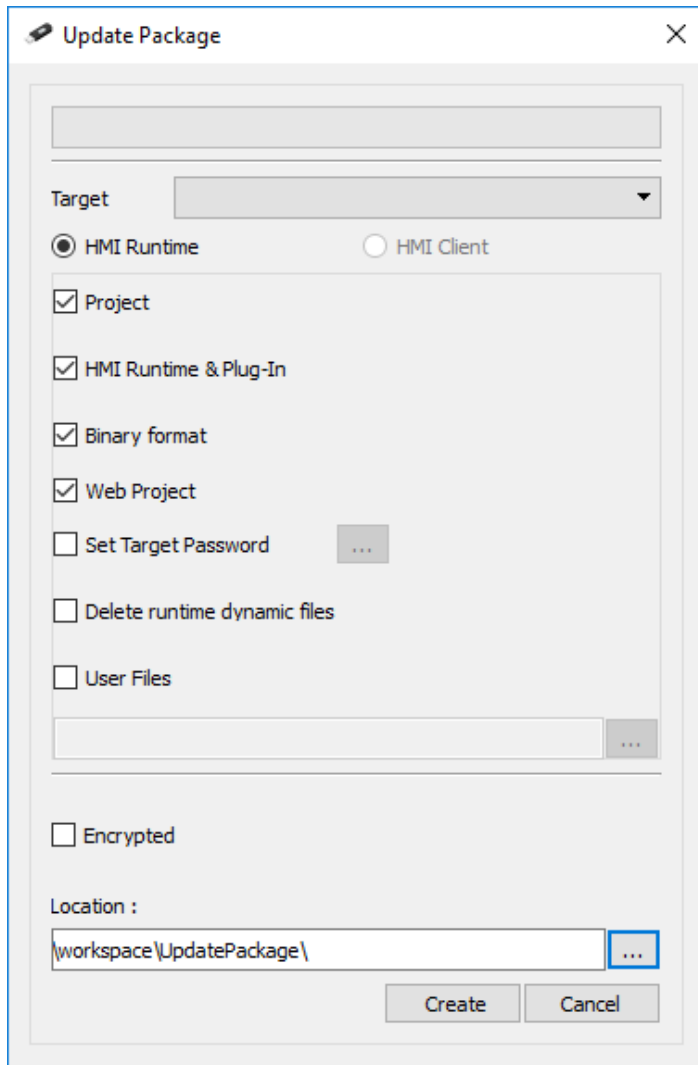 Update Package
Target
HMI Runtime HMI Client
Project
HMI Runtime & Plug-In
Binary format
Web Project
Set Target Password ...
Delete runtime dynamic files
User Files
...
Encrypted
Location :
\workspace\UpdatePackage\ ...
Create Cancel